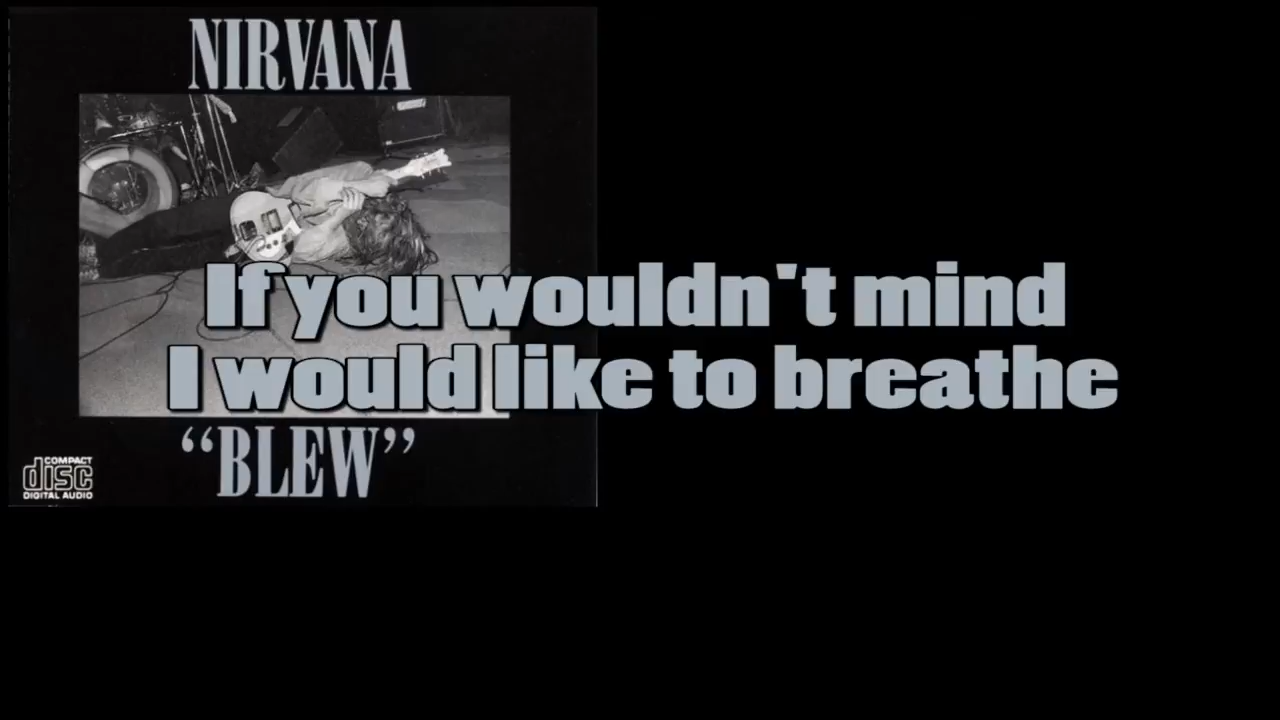 NIRVANA
If you wouldn't mind
I would like to breathe
“BLEW”
COMPACT
disc
DIGITAL AUDIO